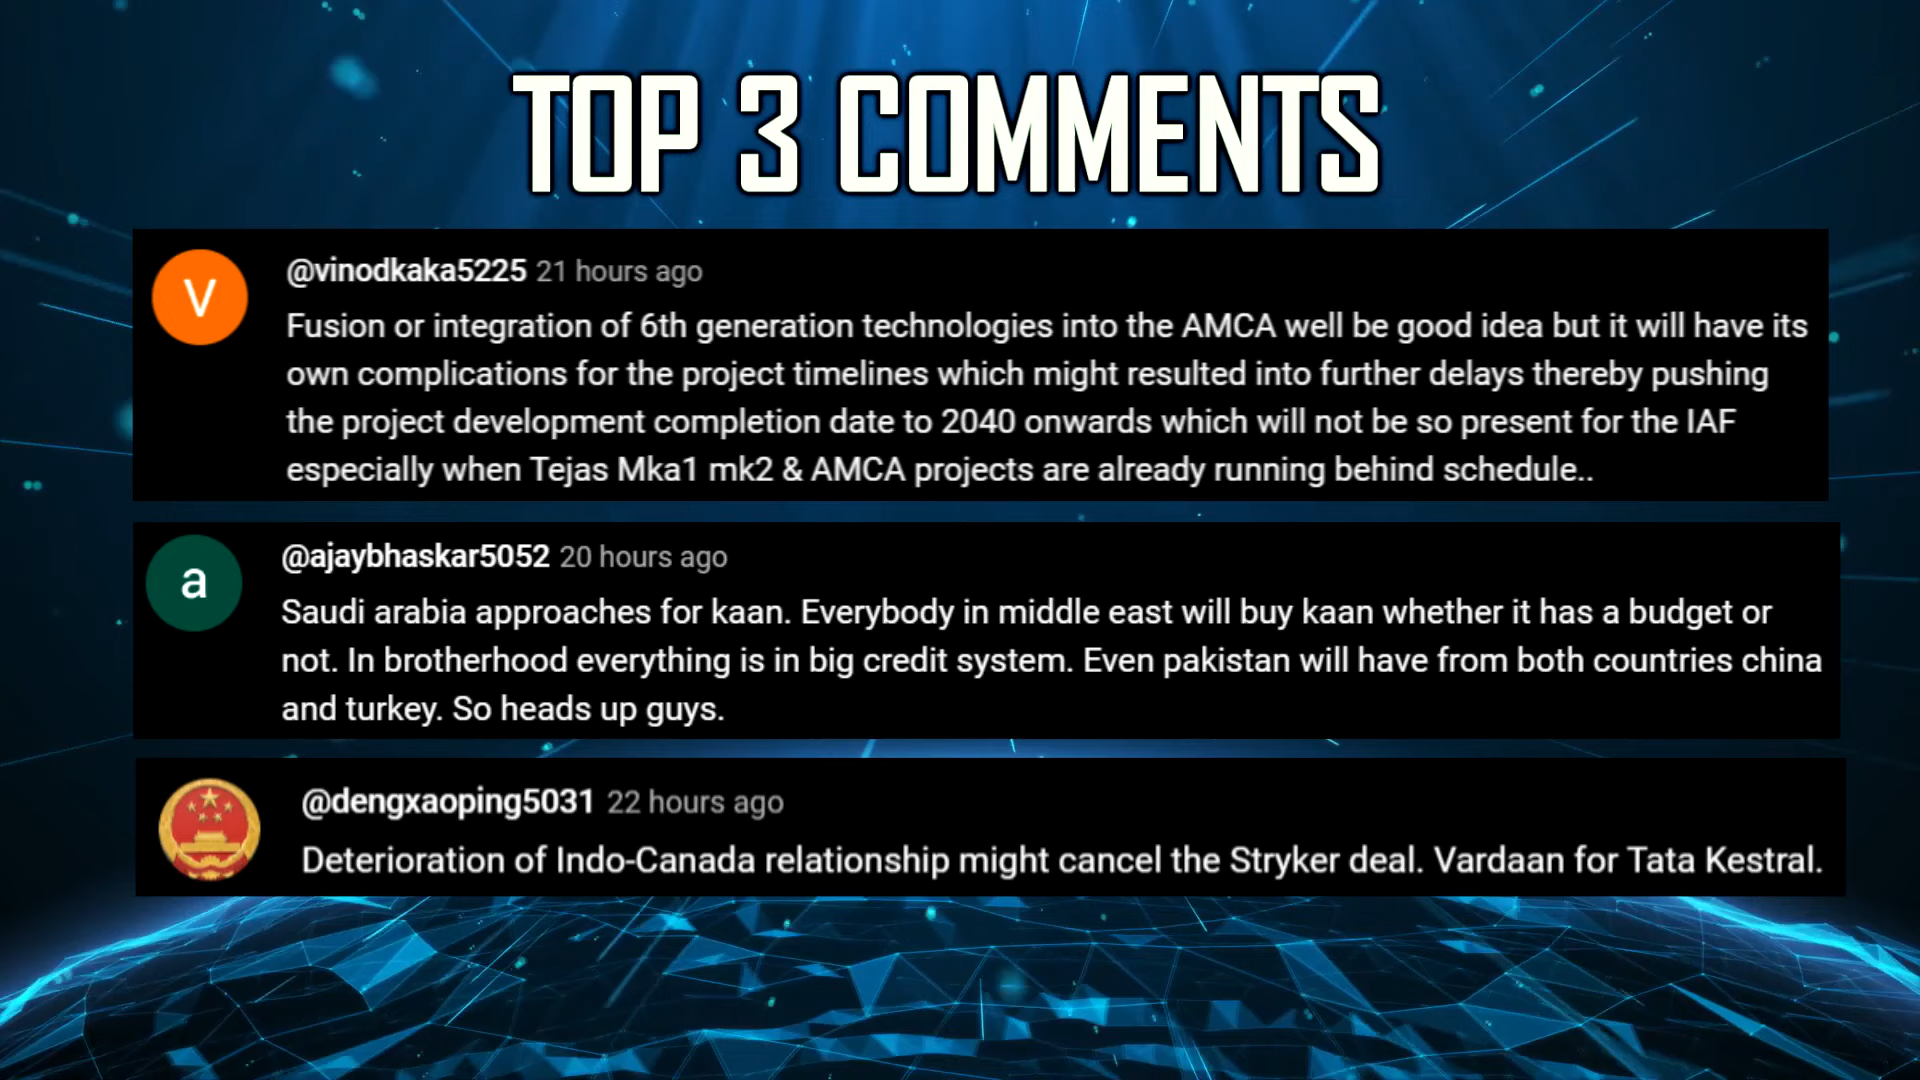 TOP 3 COMMENTS
V
@vinodkaka5225 21 hours ago
Fusion or integration of 6th generation technologies into the AMCA well be good idea but it will have its
own complications for the project timelines which might resulted into further delays thereby pushing
the project development completion date to 2040 onwards which will not be so present for the IAF
especially when Tejas Mka1 mk2 & AMCA projects are already running behind schedule..
a
@ajaybhaskar5052 20 hours ago
Saudi arabia approaches for kaan. Everybody in middle east will buy kaan whether it has a budget or
not. In brotherhood everything is in big credit system. Even pakistan will have from both countries china
and turkey. So heads up guys.
@dengxaoping5031 22 hours ago
Deterioration of Indo-Canada relationship might cancel the Stryker deal. Vardaan for Tata Kestral.